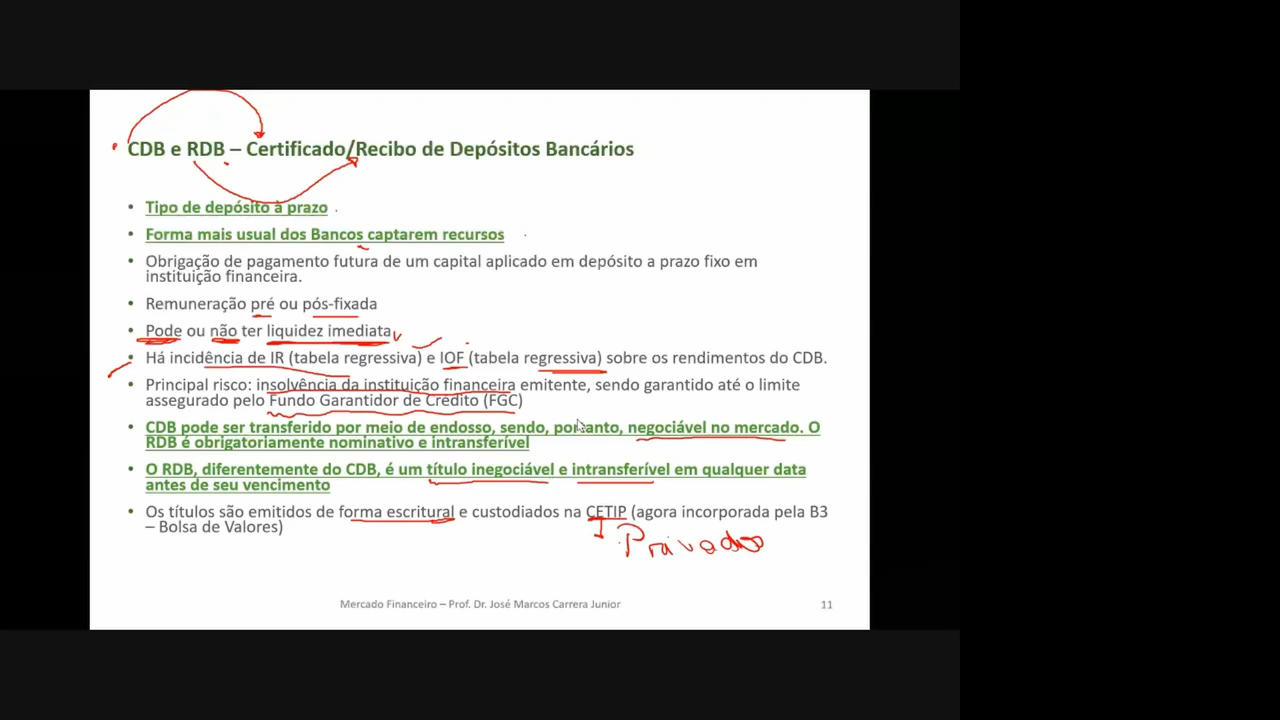 CDB e RDB – Certificado/Recibo de Depósitos Bancários
• Tipo de depósito à prazo
• Forma mais usual dos Bancos captarem recursos
• Obrigação de pagamento futura de um capital aplicado em depósito a prazo fixo em
instituição financeira.
• Remuneração pré ou pós-fixada
• Pode ou não ter liquidez imediata
• Há incidência de IR (tabela regressiva) e IOF (tabela regressiva) sobre os rendimentos do CDB.
• Principal risco: insolvência da instituição financeira emitente, sendo garantido até o limite
assegurado pelo Fundo Garantidor de Crédito (FGC)
• CDB pode ser transferido por meio de endosso, sendo, portanto, negociável no mercado. O
RDB é obrigatoriamente nominativo e intransferível
• O RDB, diferentemente do CDB, é um título inegociável e intransferível em qualquer data
antes de seu vencimento
• Os títulos são emitidos de forma escritural e custodiados na CETIP (agora incorporada pela B3
– Bolsa de Valores)
Privados
Mercado Financeiro – Prof. Dr. José Marcos Carrera Junior 11